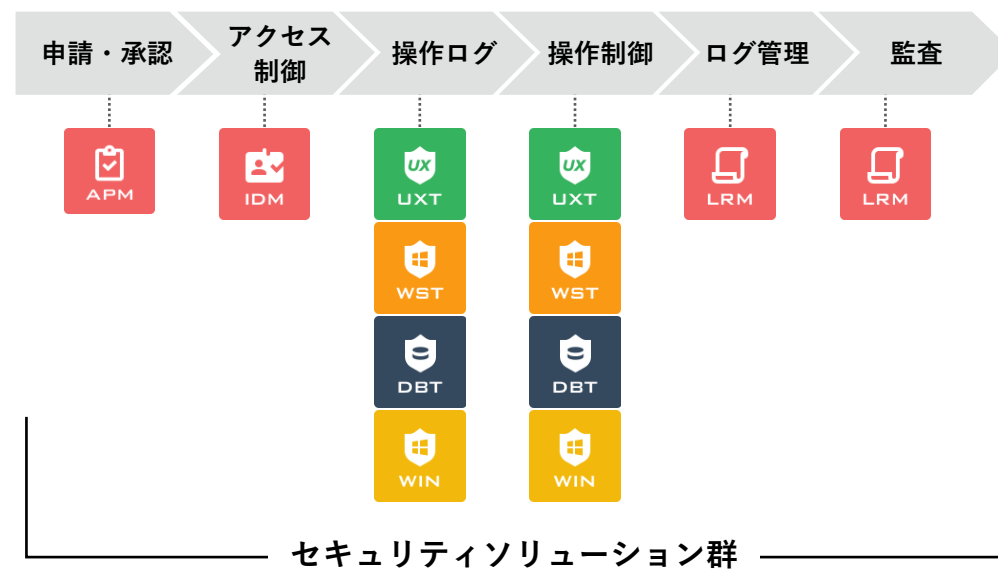 申請・承認
アクセス
制御
操作ログ
操作制御
ログ管理
監査
APM
IDM
UX
UXT
UX
UXT
LRM
LRM
WST
WST
DBT
DBT
WIN
WIN
セキュリティソリューション群